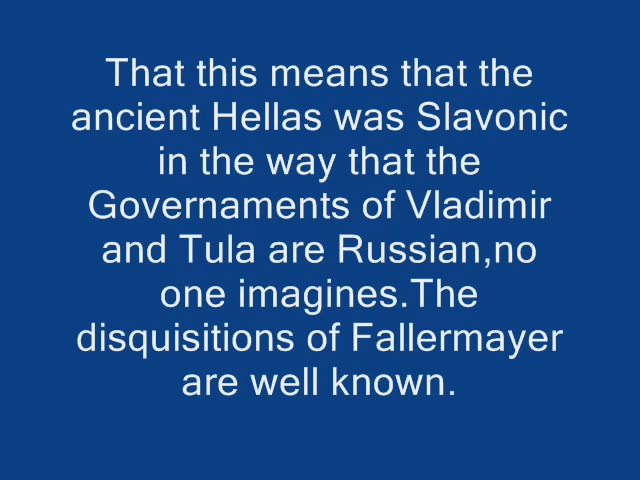 That this means that the
ancient Hellas was Slavonic
in the way that the
Governaments of Vladimir
and Tula are Russian,no
one imagines.The
disquisitions of Fallermayer
are well known.